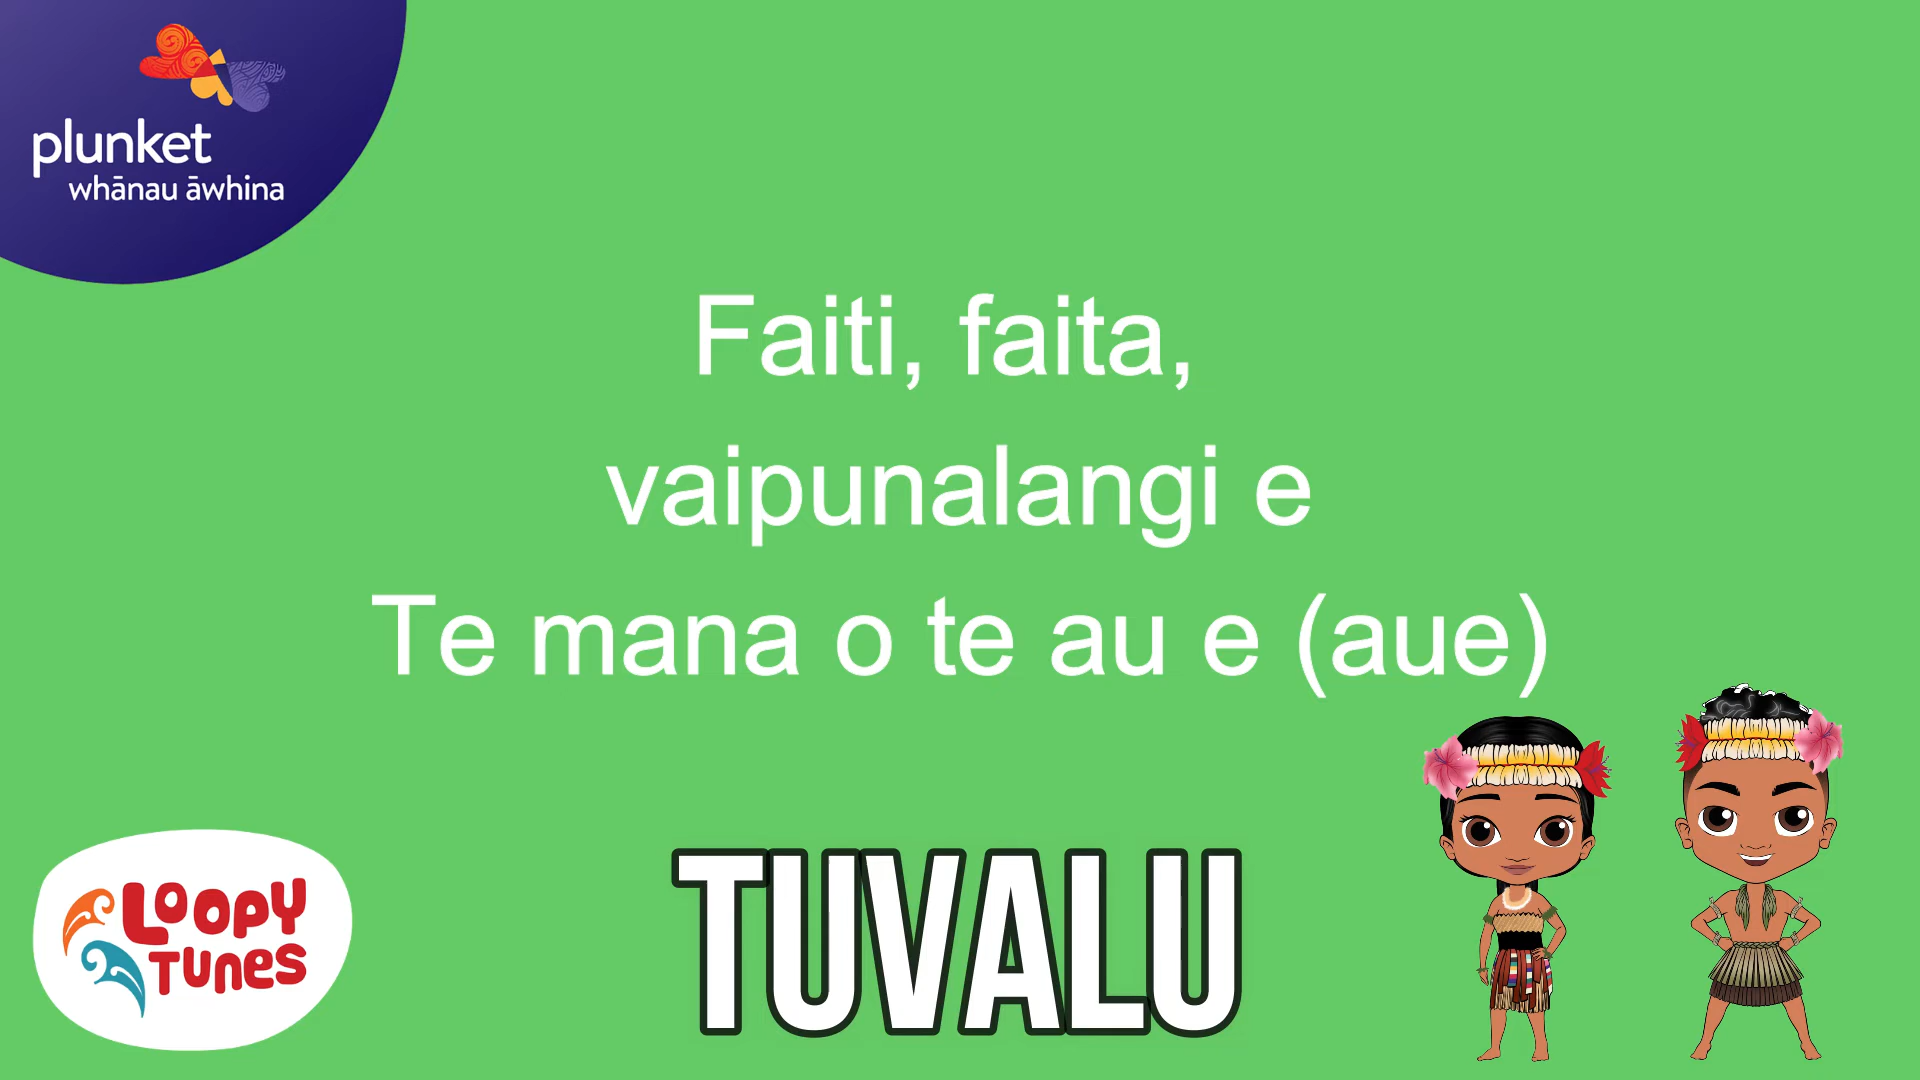 plunket
whānau āwhina
Faiti, faita,
vaipunalangi e
Te mana o te au e (aue)
LOOPY
TUNES
TUVALU